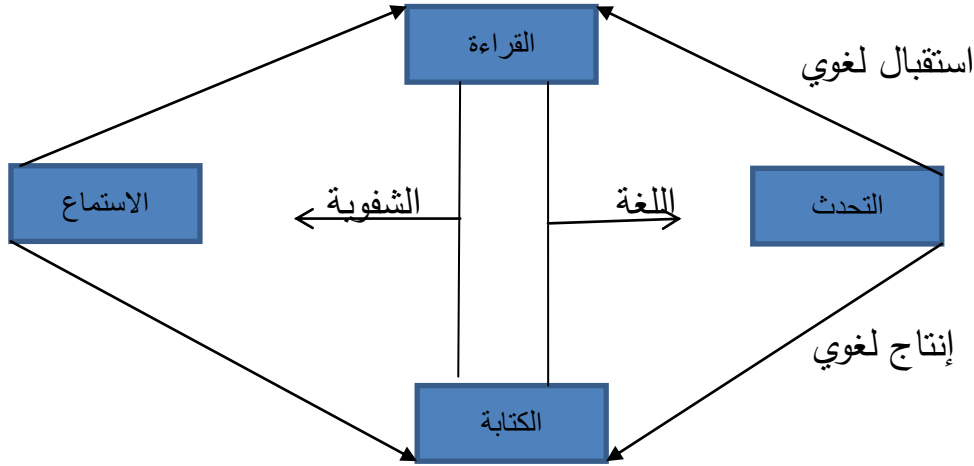 القراءة
استقبال لغوي
التحدث
اللغة
الشفوية
الاستماع
إنتاج لغوي
الكتابة